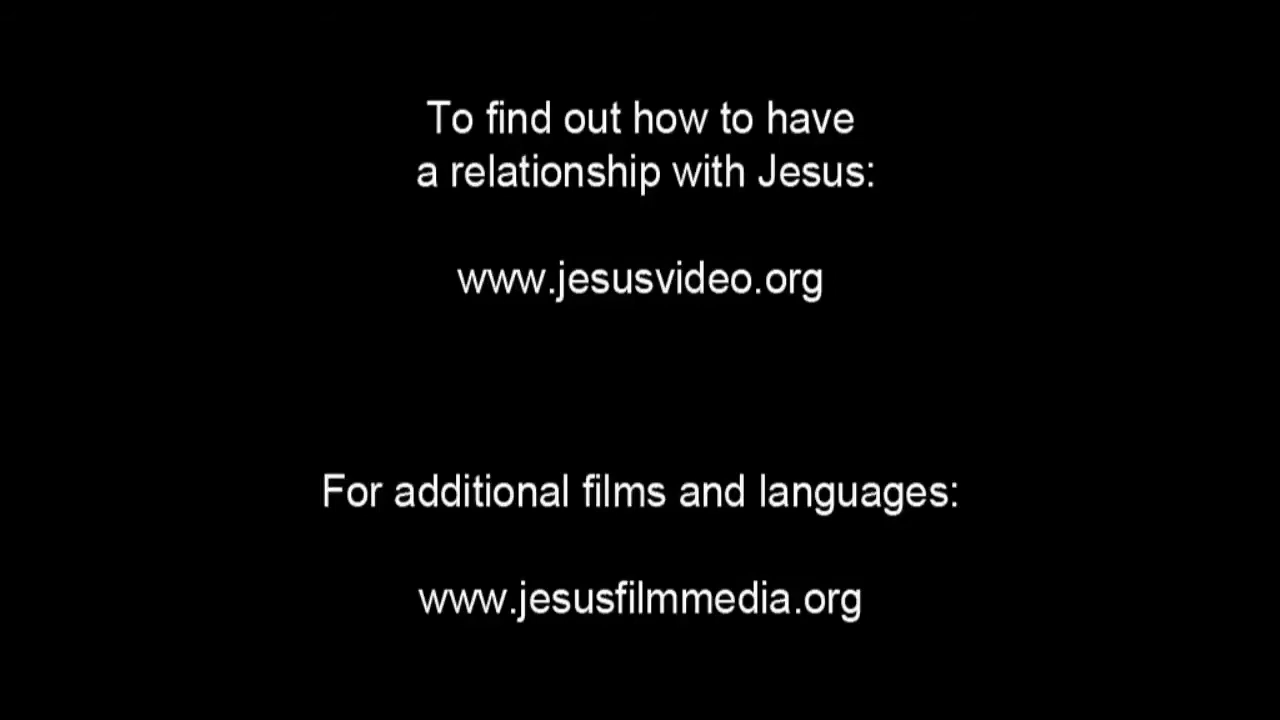 To find out how to have
a relationship with Jesus:
www.jesusvideo.org
For additional films and languages:
www.jesusfilmmedia.org